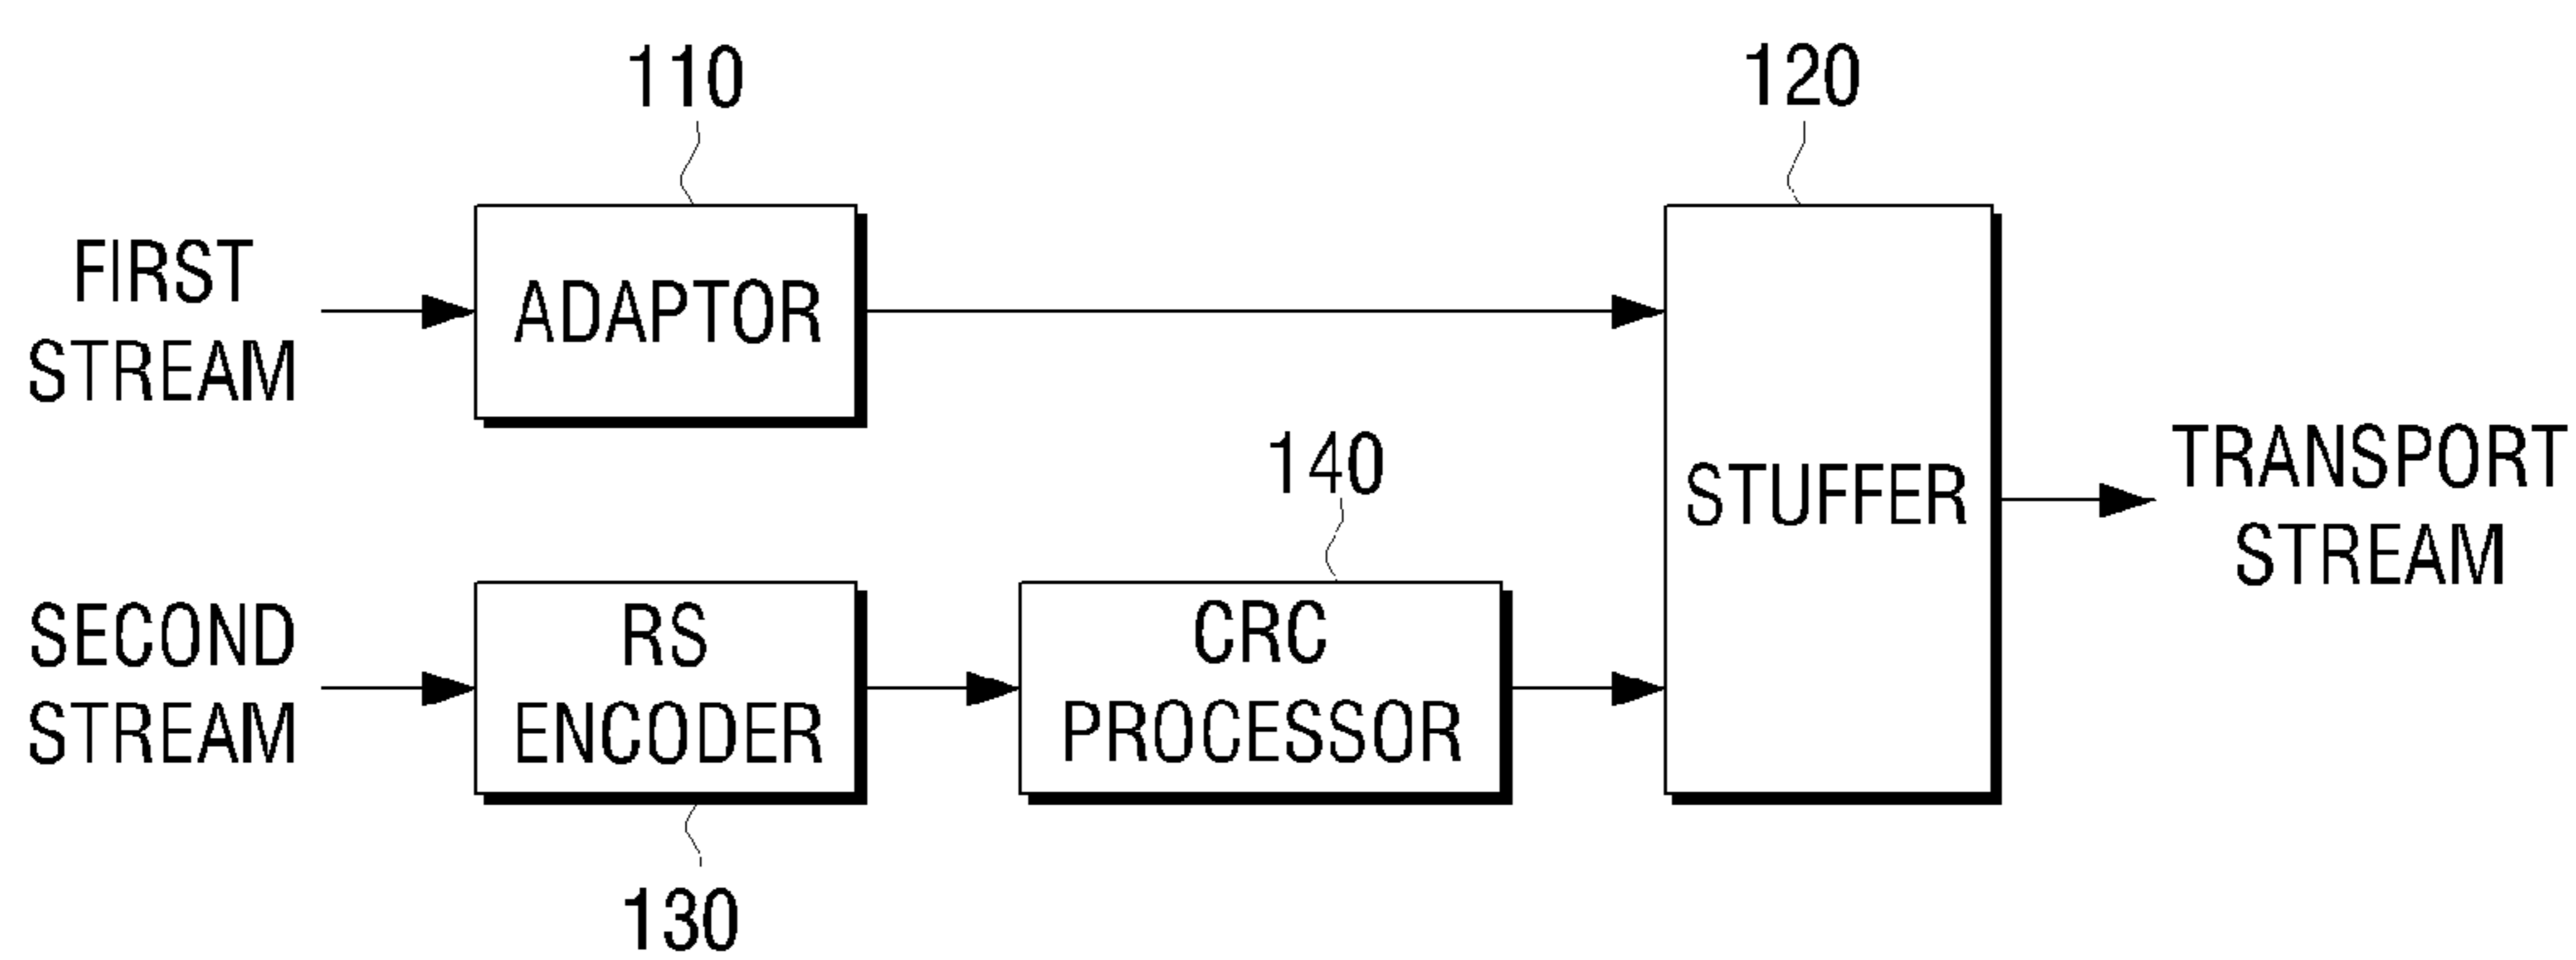 110
120
FIRST
STREAM
ADAPTOR
140
STUFFER
TRANSPORT
STREAM
SECOND
STREAM
RS
ENCODER
CRC
PROCESSOR
130